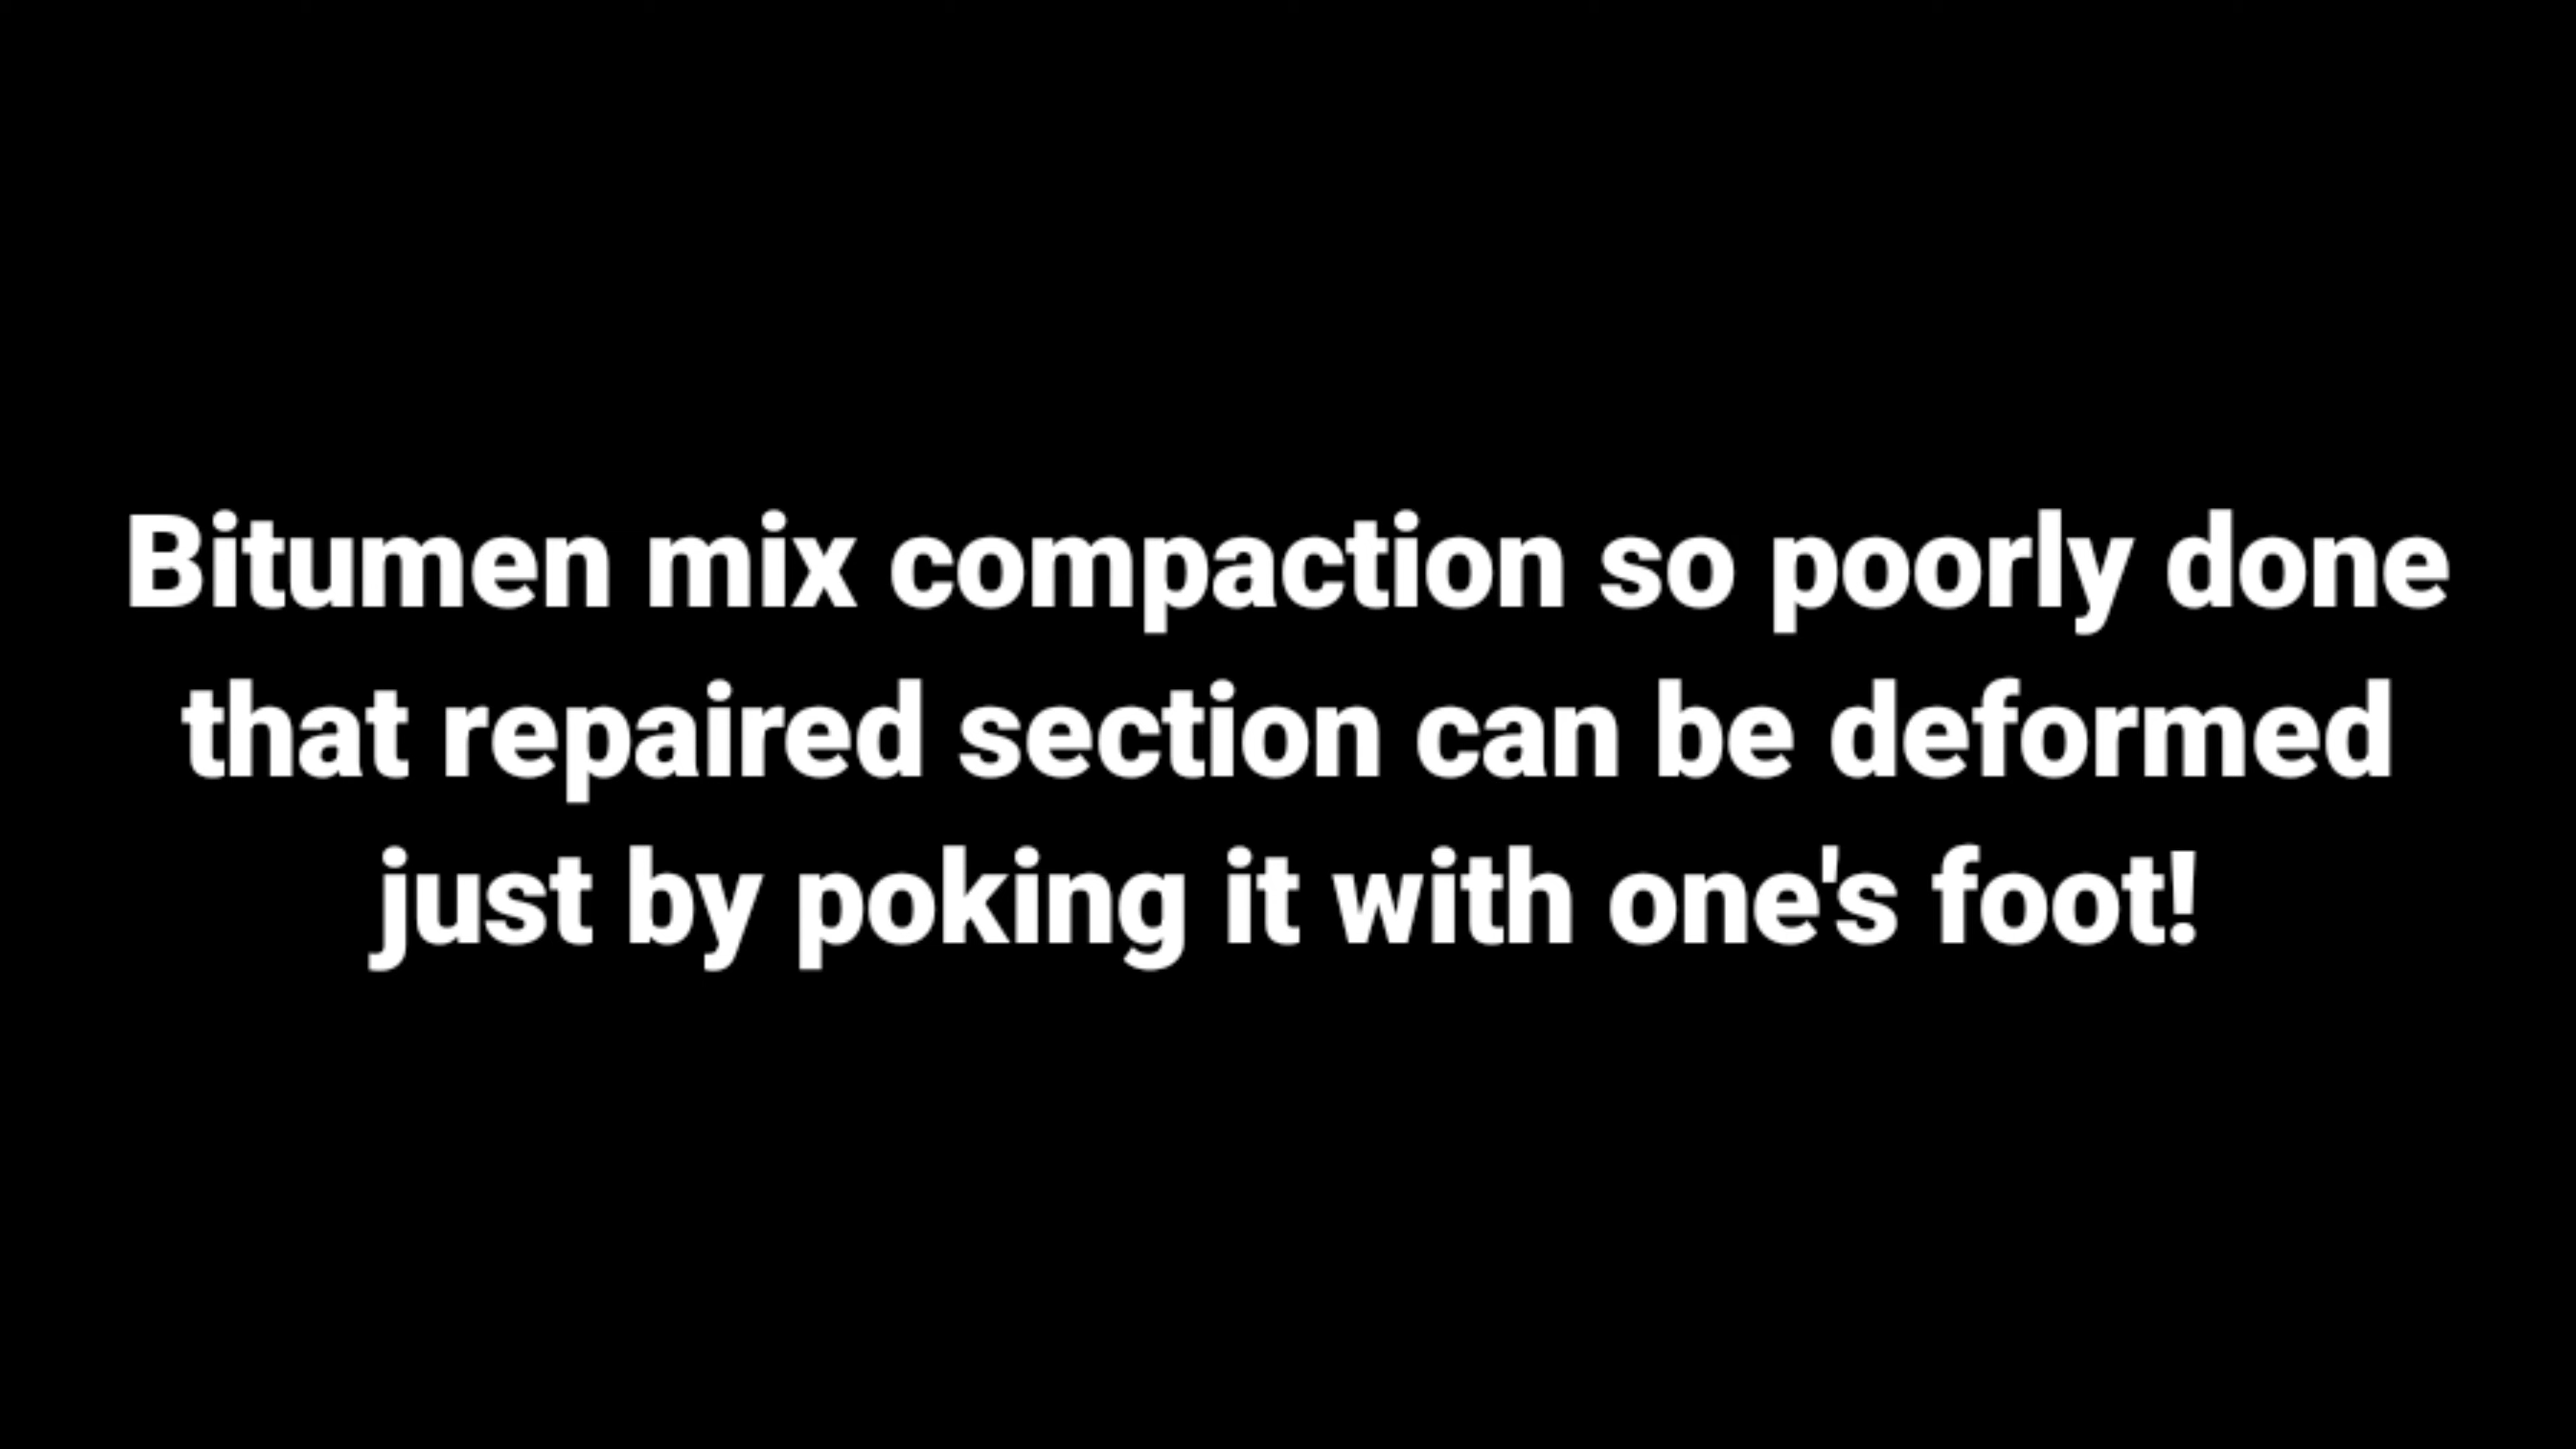 Bitumen mix compaction so poorly done
that repaired section can be deformed
just by poking it with one's foot!